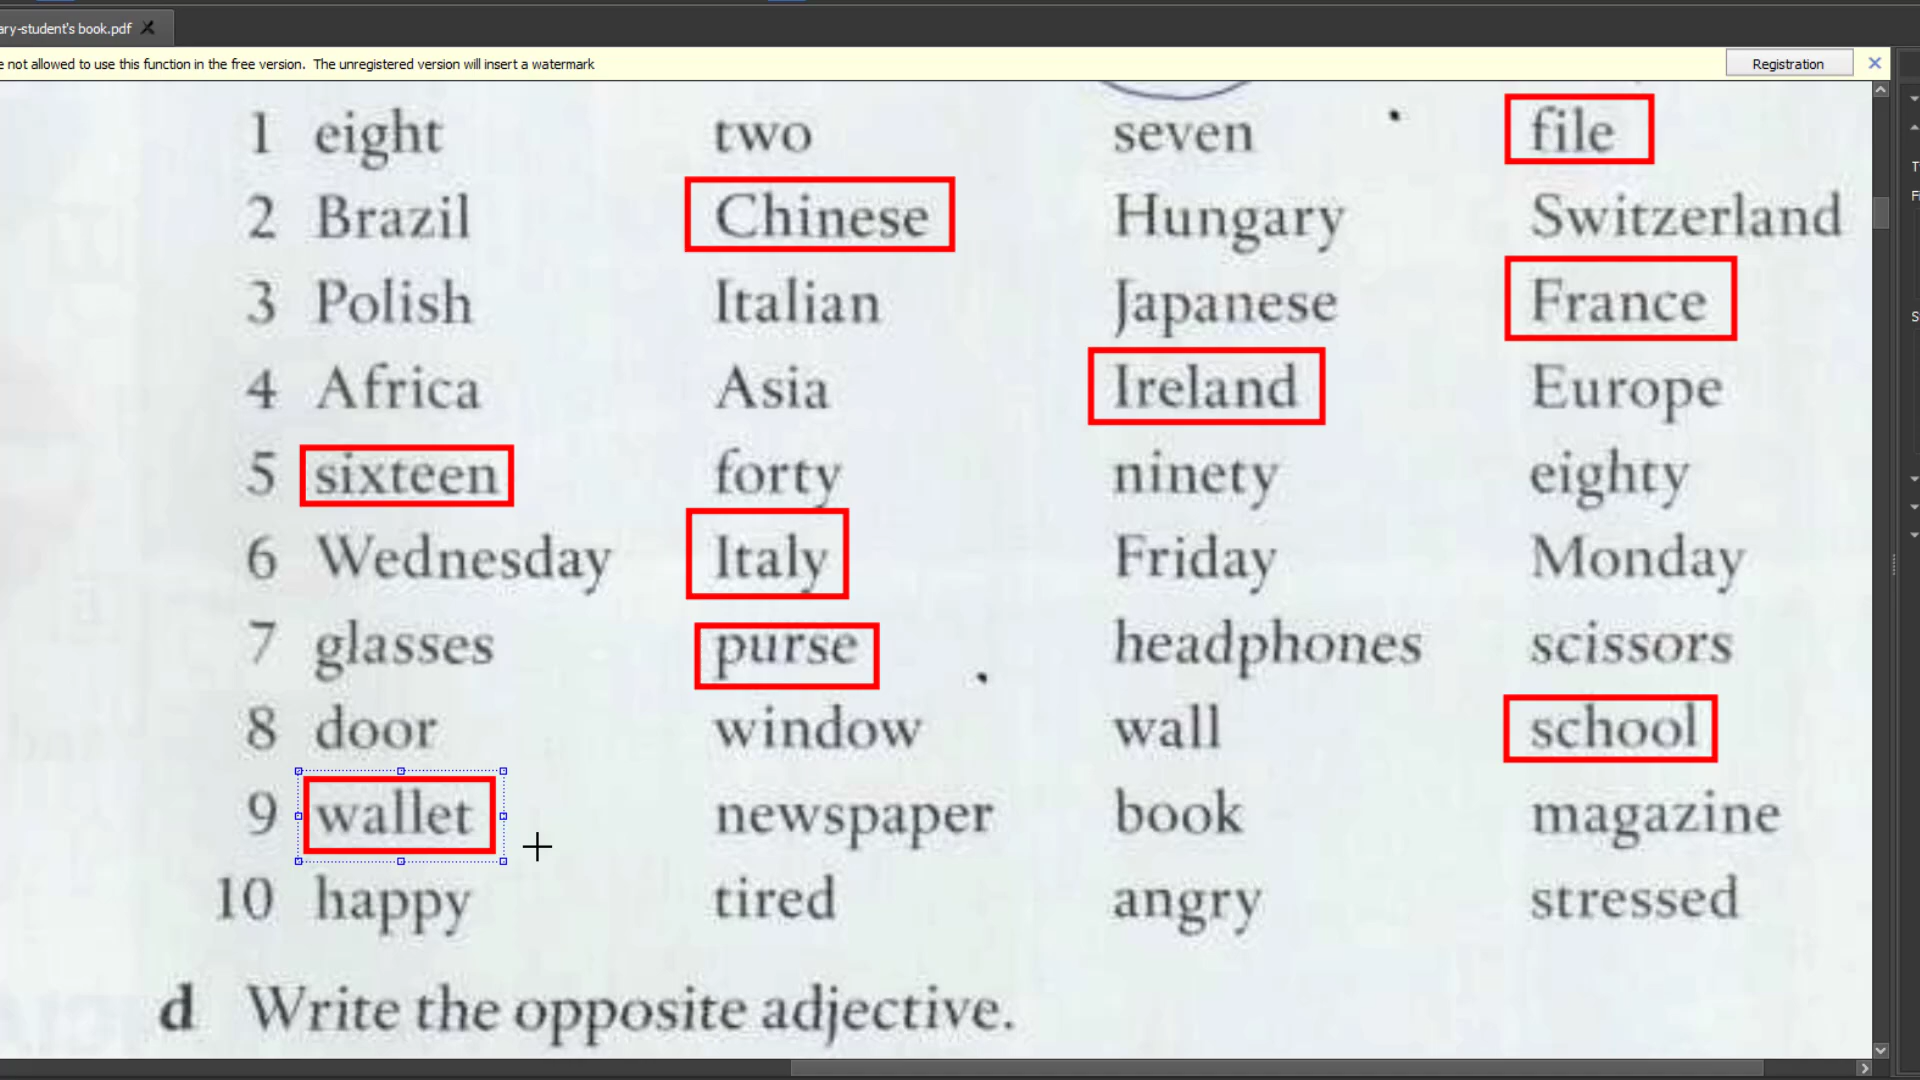 ary-student's book.pdf
not allowed to use this function in the free version. The unregistered version will insert a watermark
Registration
1 eight two seven file
2 Brazil Chinese Hungary Switzerland
3 Polish Italian Japanese France
4 Africa Asia Ireland Europe
5 sixteen forty ninety eighty
6 Wednesday Italy Friday Monday
7 glasses purse headphones scissors
8 door window wall school
9 wallet newspaper book magazine
10 happy tired angry stressed
d Write the opposite adjective.